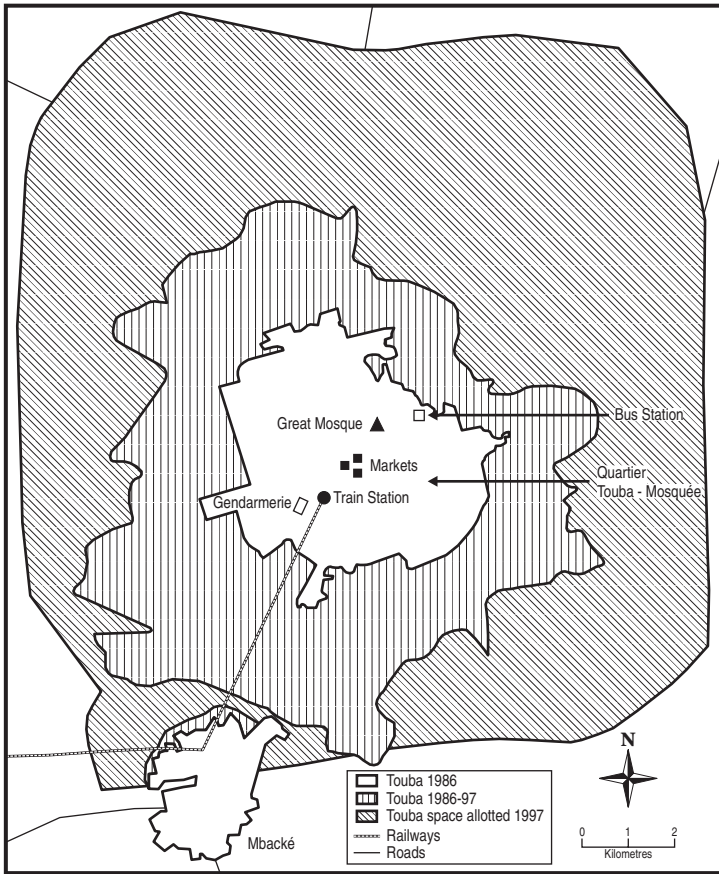 Great Mosque
Bus Station
Markets
Quartier
Touba - Mosquée
Gendarmerie
Train Station
N
Touba 1986
Touba 1986-97
Touba space allotted 1997
Railways
Roads
0 1 2
Kilometres
Mbacké